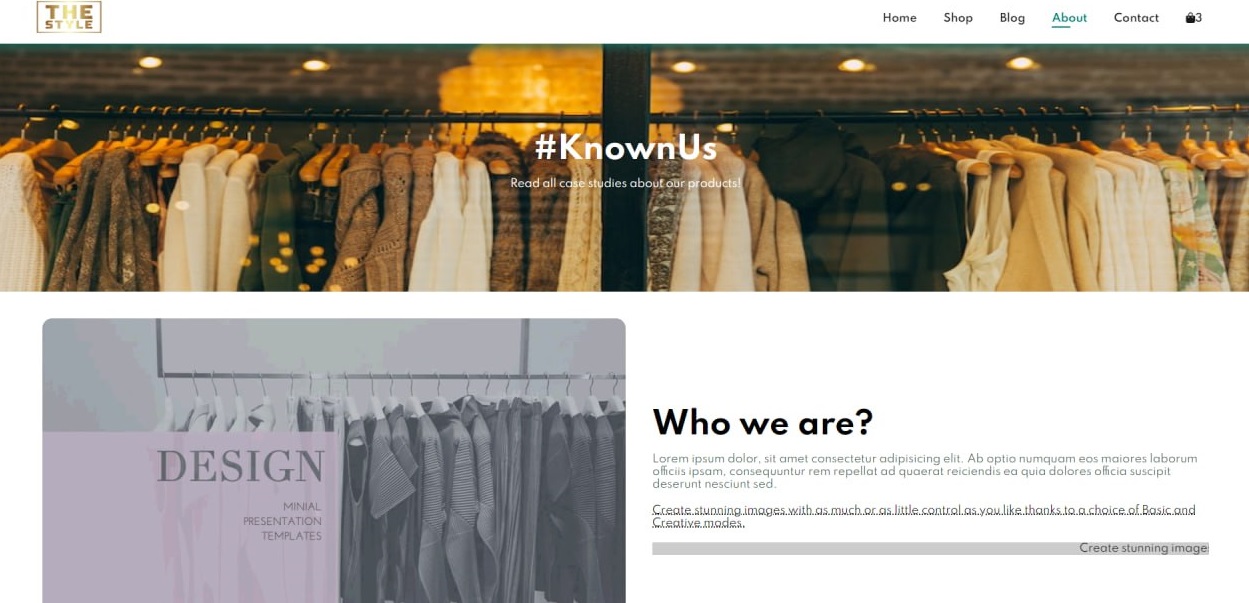 THE
STYLE
Home Shop Blog About Contact 3
#KnownUs
Read all case studies about our products!
DESIGN
MINIAL
PRESENTATION
TEMPLATES
Who we are?
Lorem ipsum dolor, sit amet consectetur adipisicing elit. Ab optio numquam eos maiores laborum
officiis ipsam, consequuntur rem repellat ad quaerat reiciendis ea quia dolores officia suscipit
deserunt nesciunt sed.
Create stunning images with as much or as little control as you like thanks to a choice of Basic and
Creative modes.
Create stunning image